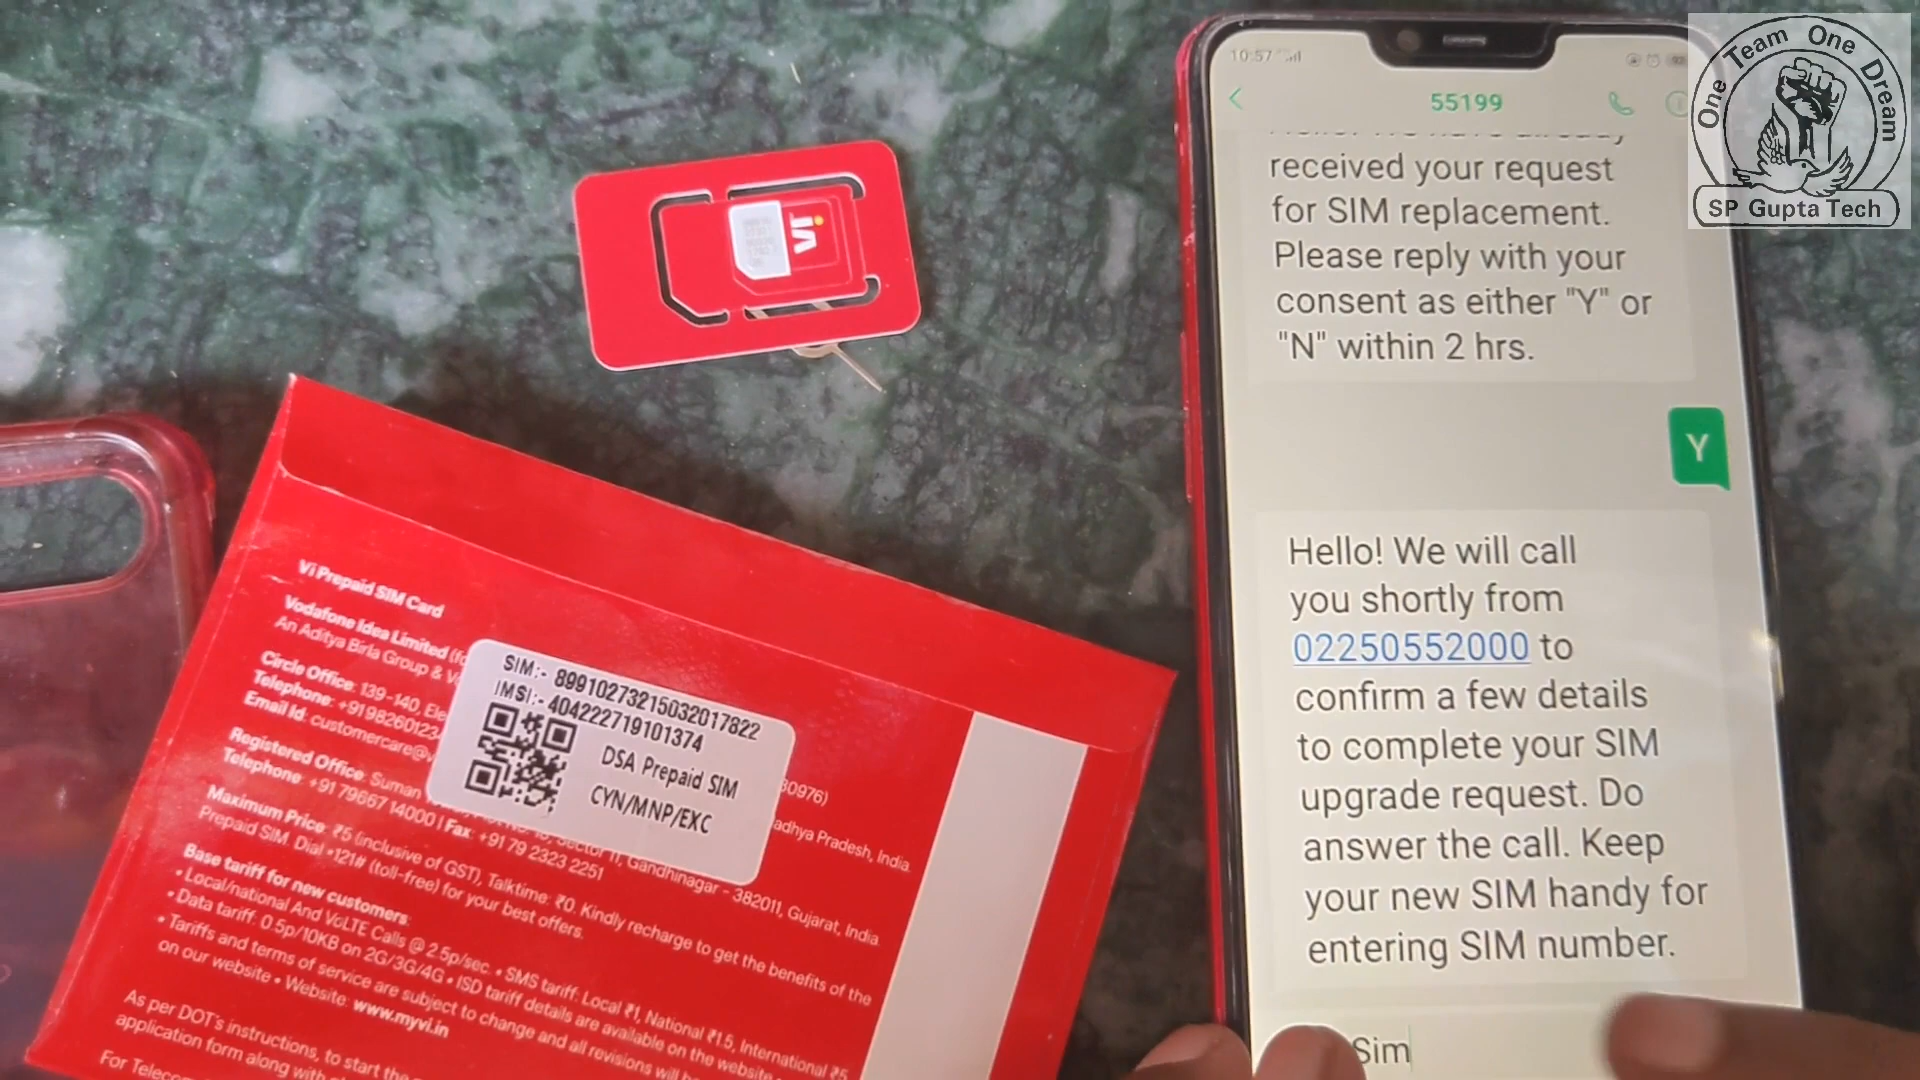 10:57
55199
received your request
for SIM replacement.
Please reply with your
consent as either "Y" or
"N" within 2 hrs.
Y
Hello! We will call
you shortly from
02250552000 to
confirm a few details
to complete your SIM
upgrade request. Do
answer the call. Keep
your new SIM handy for
entering SIM number.
Sim
One Team One Dream
SP Gupta Tech
Vi
Vi Prepaid SIM Card
Vodafone Idea Limited
An Aditya Birla Group &
Circle Office: 139-140,
Telephone: +919826012
Email Id: customercare@
Registered Office: Suman
Telephone: +91 79667 14000 | Fax: +91 79 2323 2251
SIM:- 89910273215032017822
IMSI:- 404222719101374
DSA Prepaid SIM
CYN/MNP/EXC
30976)
adhya Pradesh, India.
Gandhinagar - 382011, Gujarat, India.
Maximum Price: ₹5 (inclusive of GST), Talktime: ₹0. Kindly recharge to get the benefits of the
Prepaid SIM. Dial *121# (toll-free) for your best offers.
Base tariff for new customers:
• Local/national And VoLTE Calls @ 2.5p/sec. • SMS tariff: Local ₹1, National ₹1.5, International ₹5
• Data tariff: 0.5p/10KB on 2G/3G/4G • ISD tariff details are available on the website
• Tariffs and terms of service are subject to change and all revisions will be
on our website • Website: www.myvi.in
As per DOT's instructions, to start the
application form along with
For Telecom